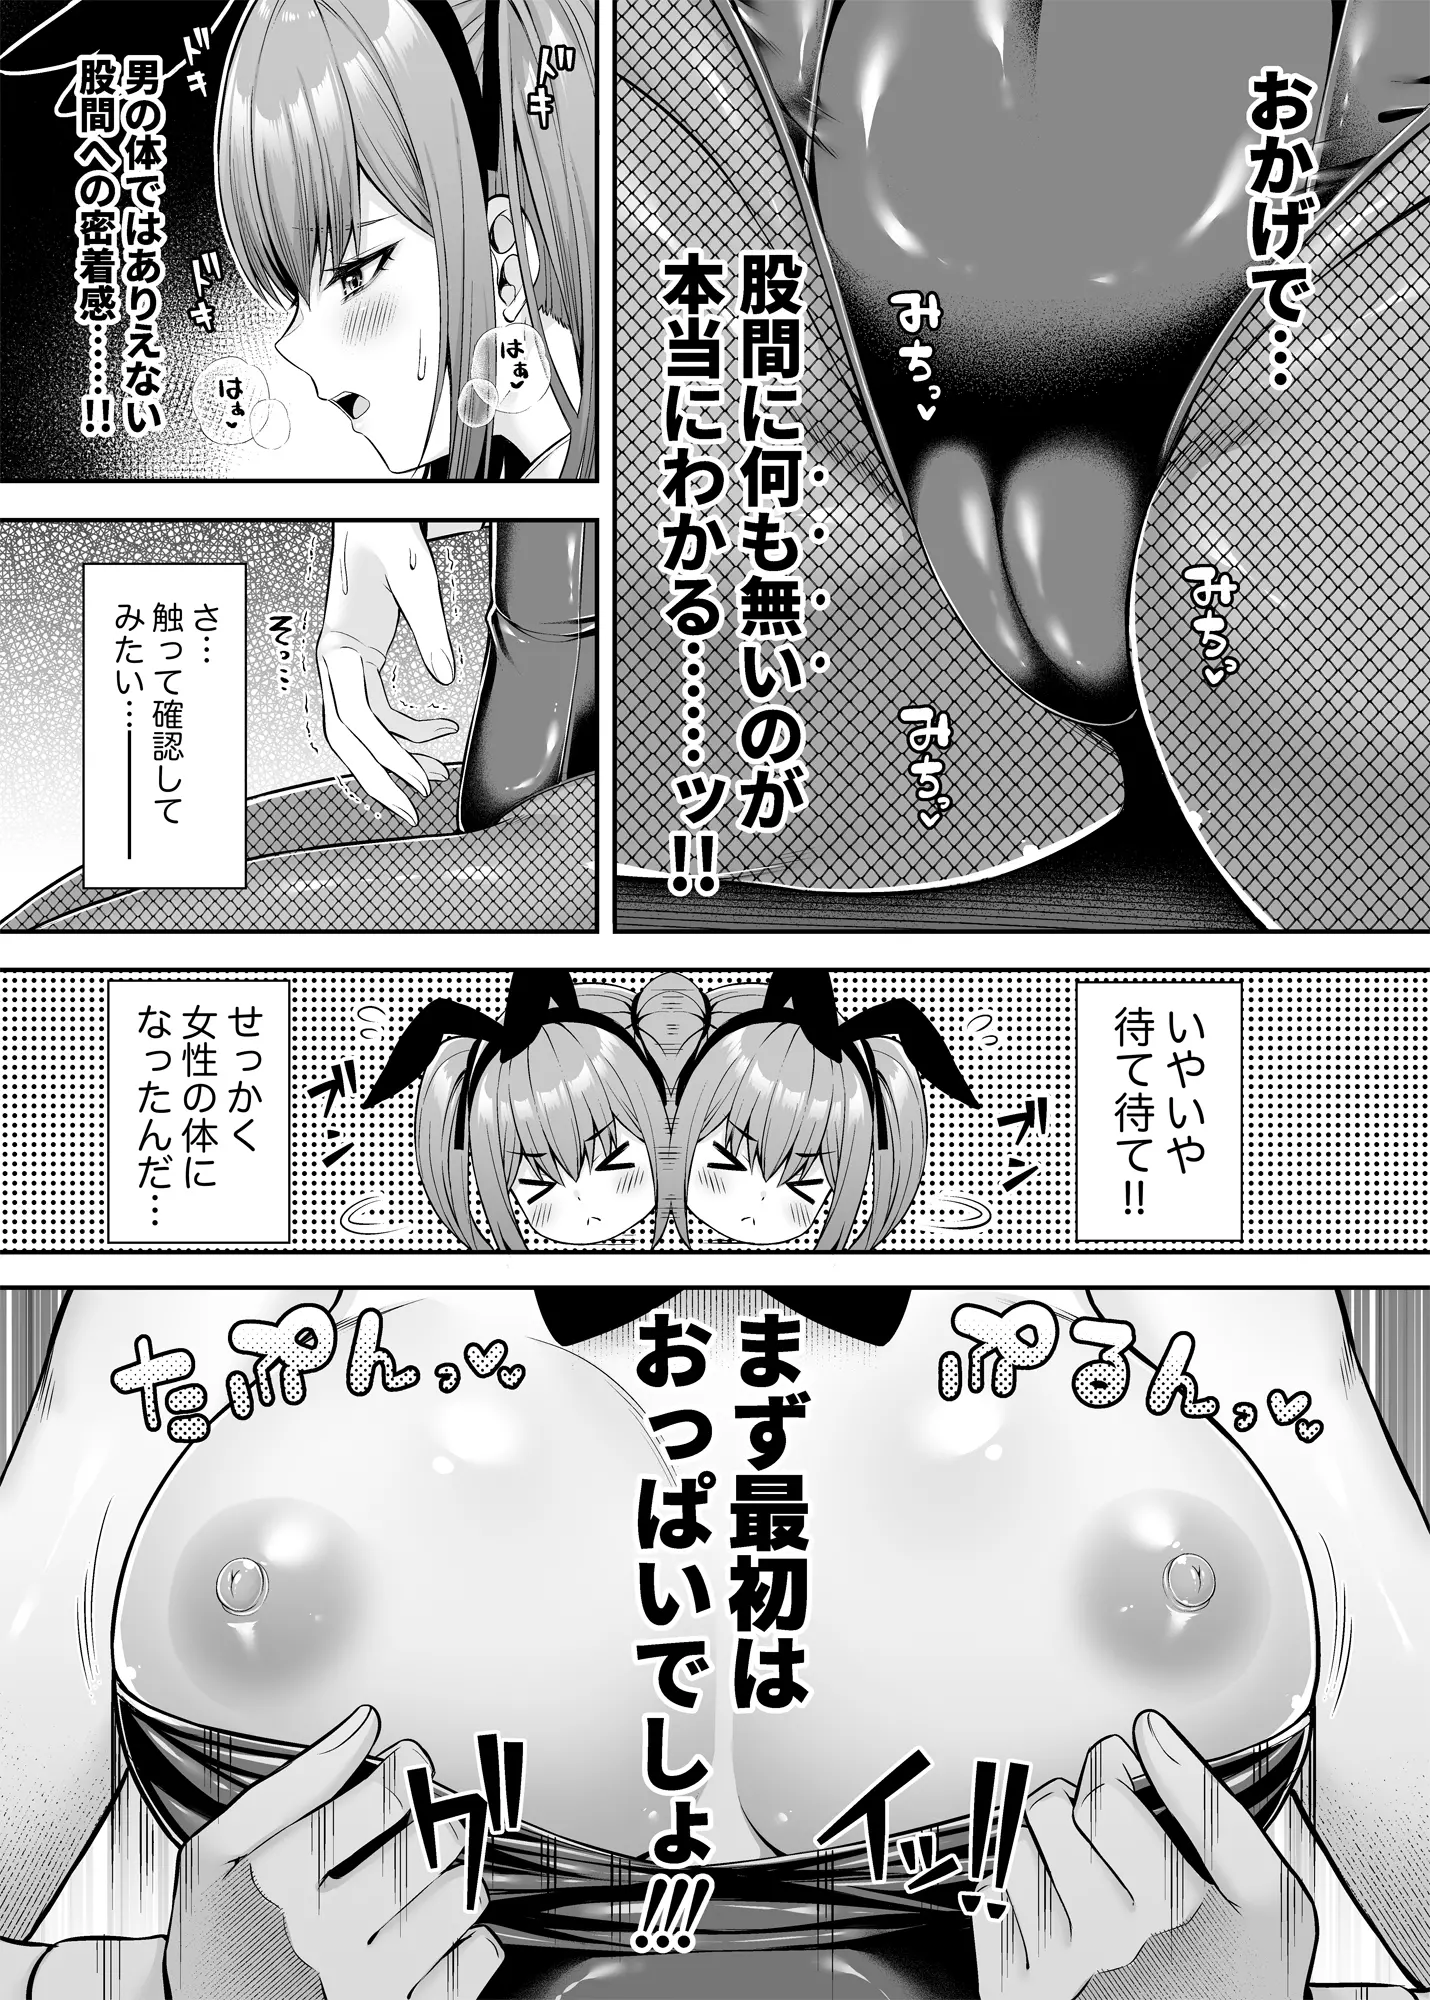 おかげで…
股間に何も無いのが
本当にわかる………ッ!!
みちっ♥
みちっ♥
みちっ♥
ドキ
ドキ
ドキ
ドキ
はぁ♥
はぁ♥
男の体ではありえない
股間への密着感……!!
そっ…
さ…
触って確認して
みたい…――
いやいや
待て待て!!
ブン
ブン
せっかく
女性の体に
なったんだ…
まず最初は
おっぱいでしょ!!!
ぷるんっ♥♥
たぷんっ♥♥
グイッ!!